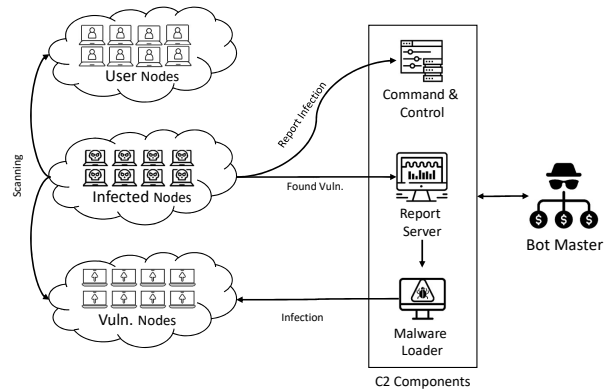 User Nodes
Scanning
Infected Nodes
Vuln. Nodes
Report Infection
Found Vuln.
Infection
Command &
Control
Report
Server
Malware
Loader
C2 Components
$ $ $
Bot Master